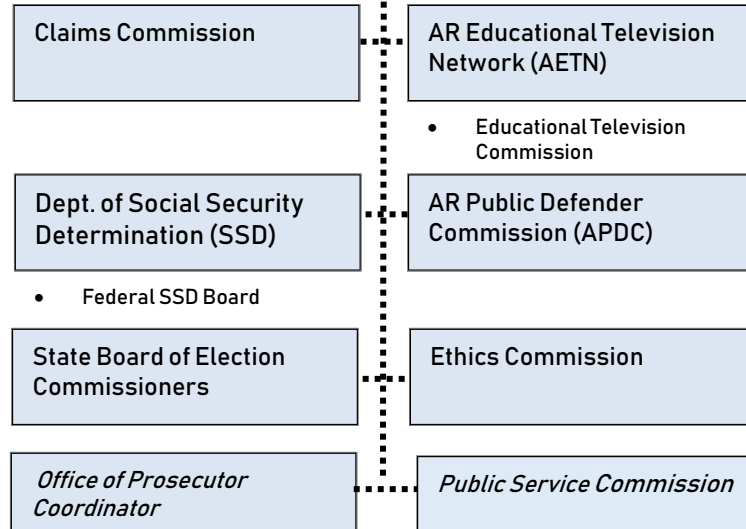 Claims Commission
AR Educational Television
Network (AETN)
• Educational Television
Commission
Dept. of Social Security
Determination (SSD)
AR Public Defender
Commission (APDC)
• Federal SSD Board
State Board of Election
Commissioners
Ethics Commission
Office of Prosecutor
Coordinator
Public Service Commission